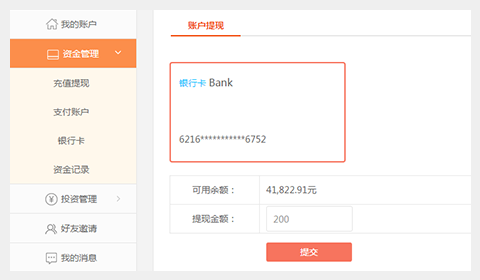 我的账户
资金管理
充值提现
支付账户
银行卡
资金记录
投资管理
好友邀请
我的消息
账户提现
银行卡 Bank
6216***********6752
可用余额： 41,822.91元
提现金额： 200
提交